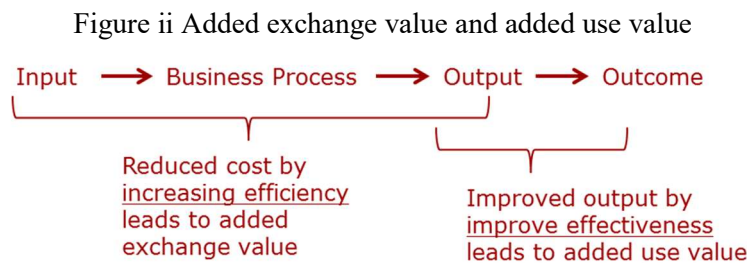 Figure ii Added exchange value and added use value
Input → Business Process → Output → Outcome
Reduced cost by
increasing efficiency
leads to added
exchange value
Improved output by
improve effectiveness
leads to added use value